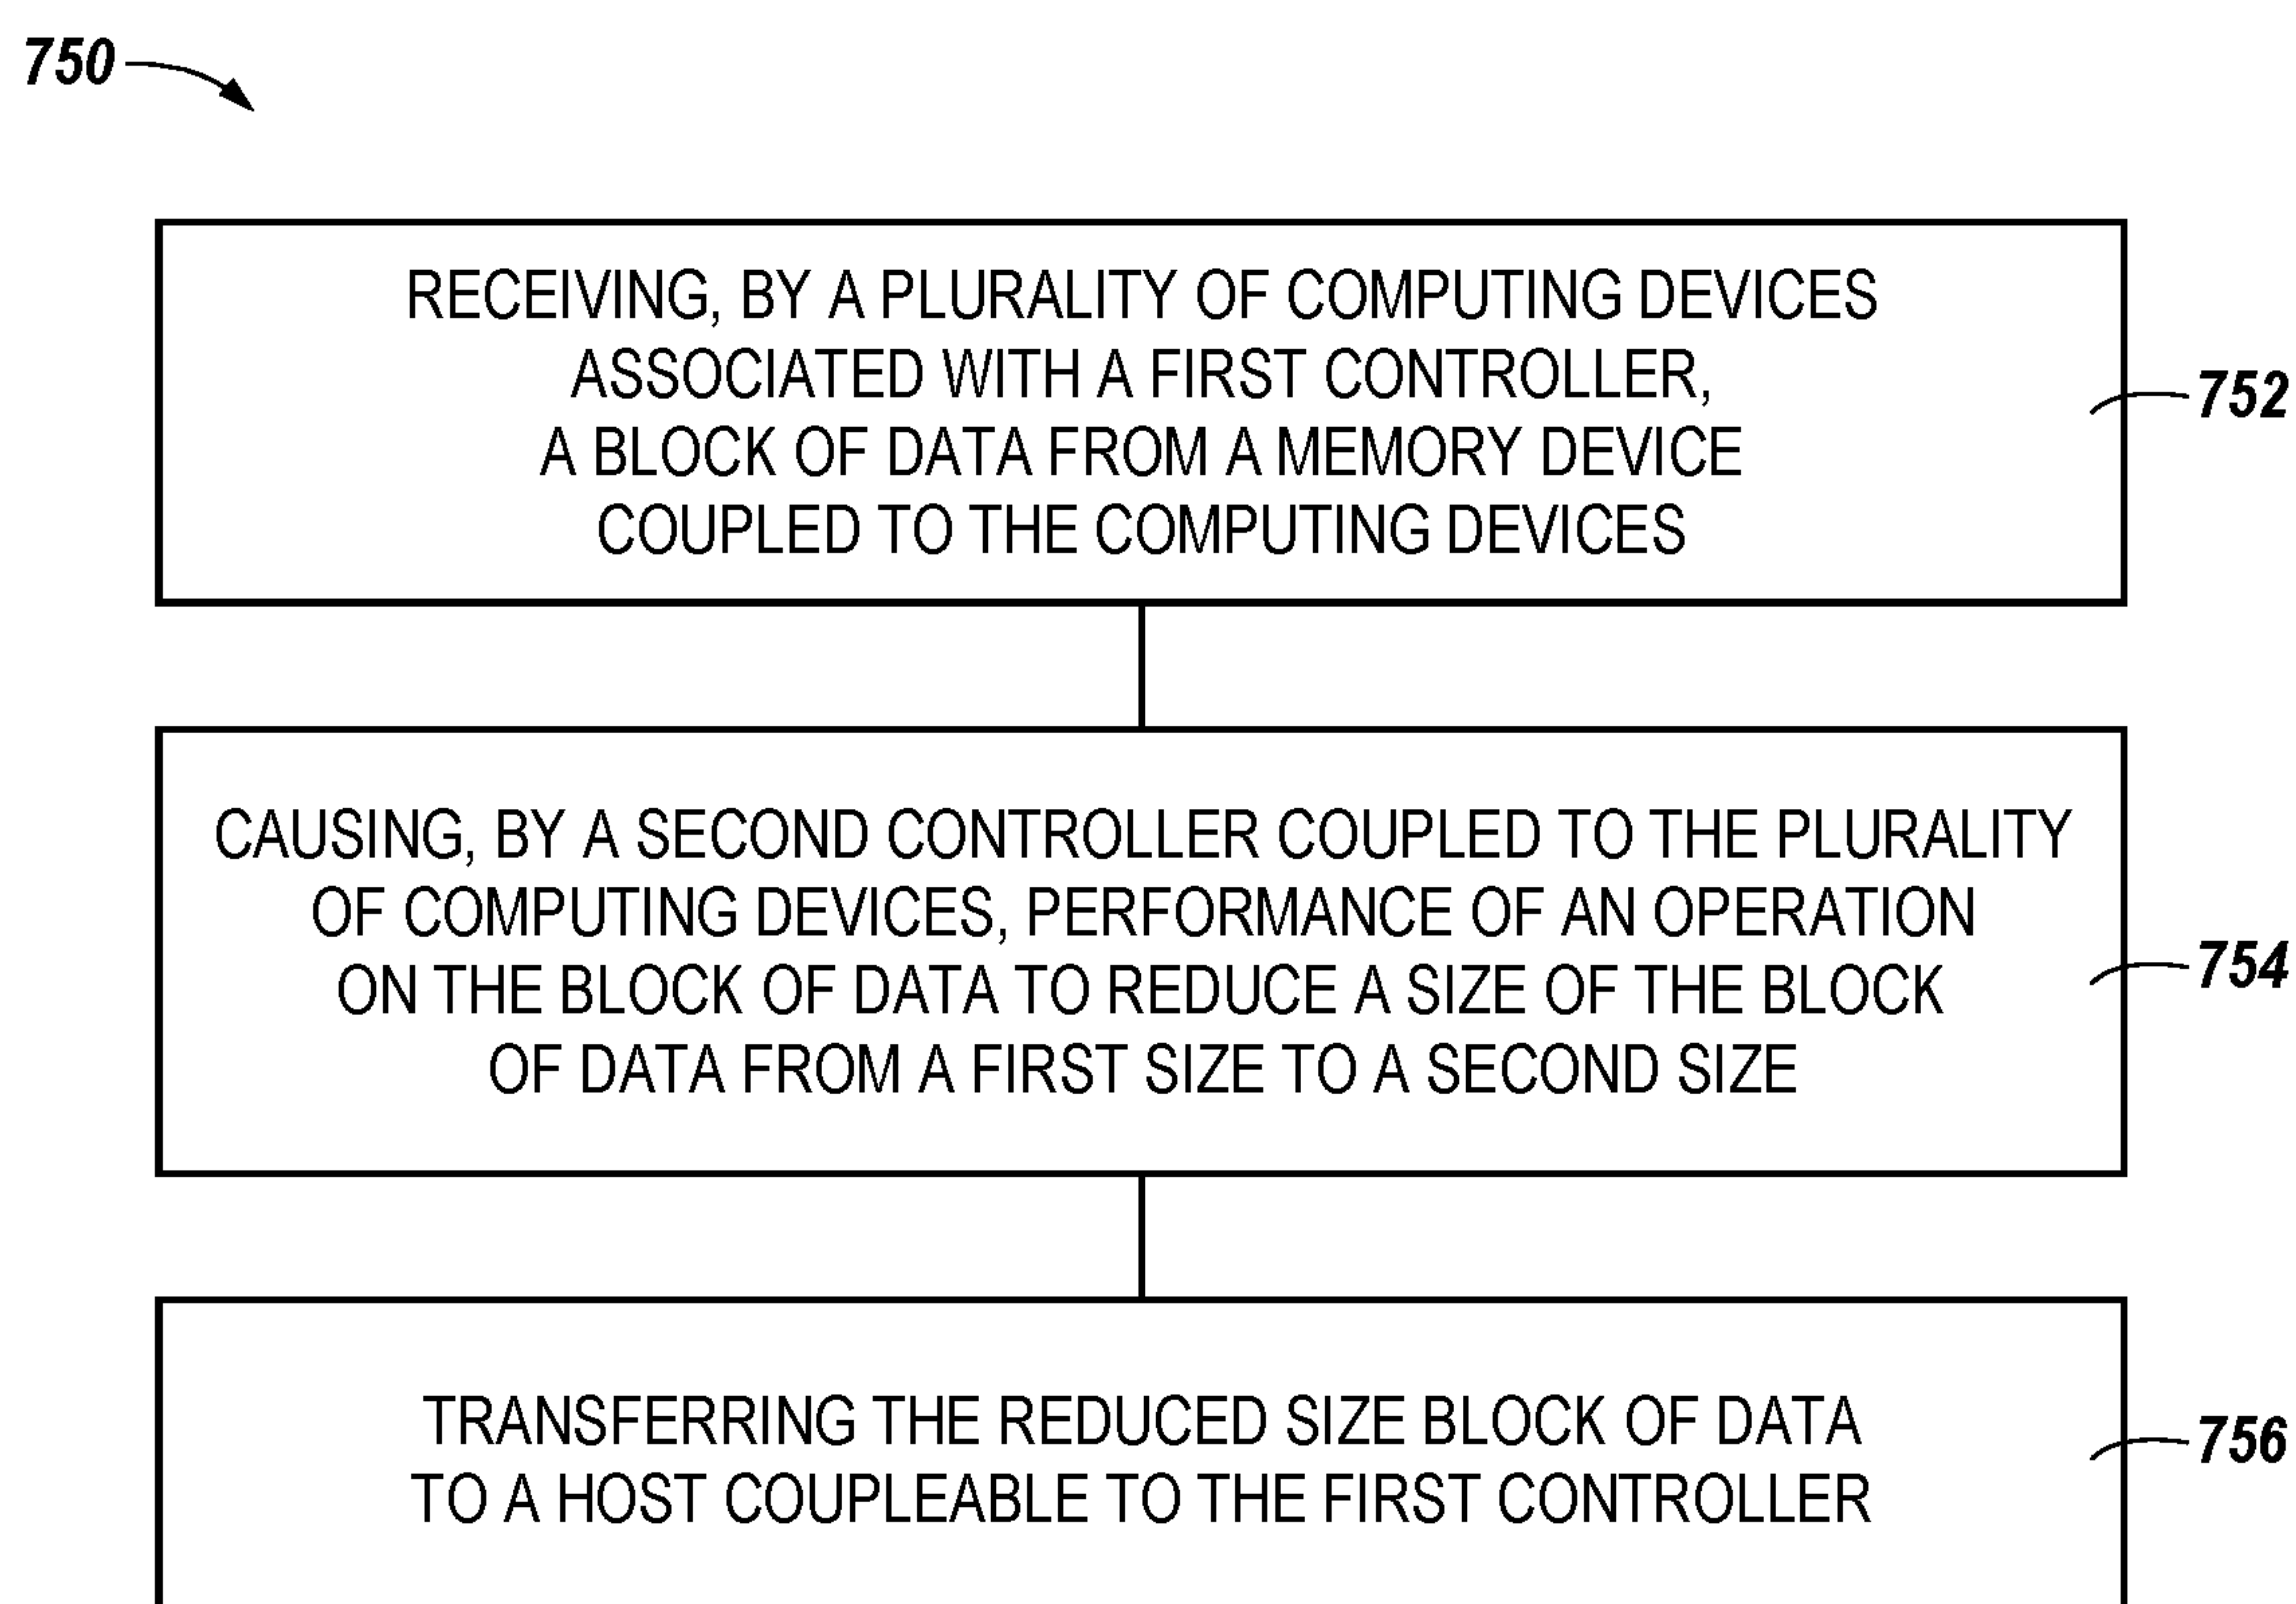 750
RECEIVING, BY A PLURALITY OF COMPUTING DEVICES
ASSOCIATED WITH A FIRST CONTROLLER,
A BLOCK OF DATA FROM A MEMORY DEVICE
COUPLED TO THE COMPUTING DEVICES
752
CAUSING, BY A SECOND CONTROLLER COUPLED TO THE PLURALITY
OF COMPUTING DEVICES, PERFORMANCE OF AN OPERATION
ON THE BLOCK OF DATA TO REDUCE A SIZE OF THE BLOCK
OF DATA FROM A FIRST SIZE TO A SECOND SIZE
754
TRANSFERRING THE REDUCED SIZE BLOCK OF DATA
TO A HOST COUPLEABLE TO THE FIRST CONTROLLER
756